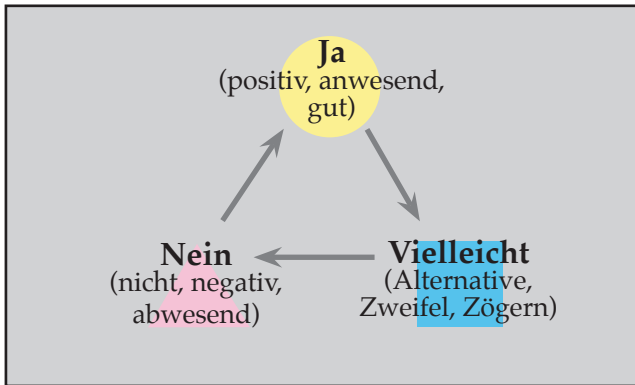 Ja
(positiv, anwesend,
gut)
Nein
(nicht, negativ,
abwesend)
Vielleicht
(Alternative,
Zweifel, Zögern)